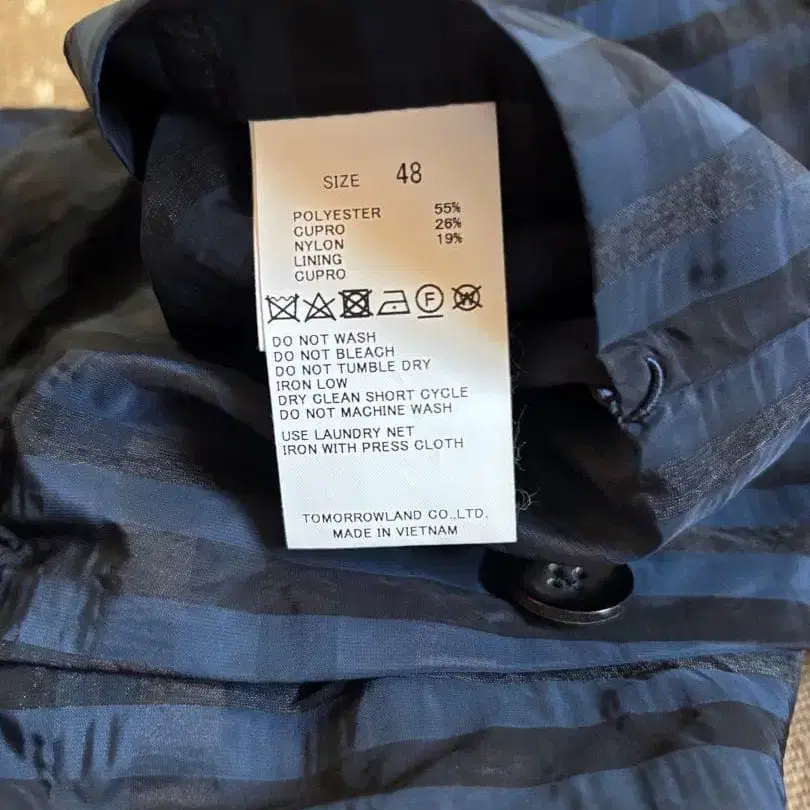 SIZE 48
POLYESTER 55%
CUPRO 26%
NYLON 19%
LINING
CUPRO
F W
DO NOT WASH
DO NOT BLEACH
DO NOT TUMBLE DRY
IRON LOW
DRY CLEAN SHORT CYCLE
DO NOT MACHINE WASH
USE LAUNDRY NET
IRON WITH PRESS CLOTH
TOMORROWLAND CO.,LTD.
MADE IN VIETNAM